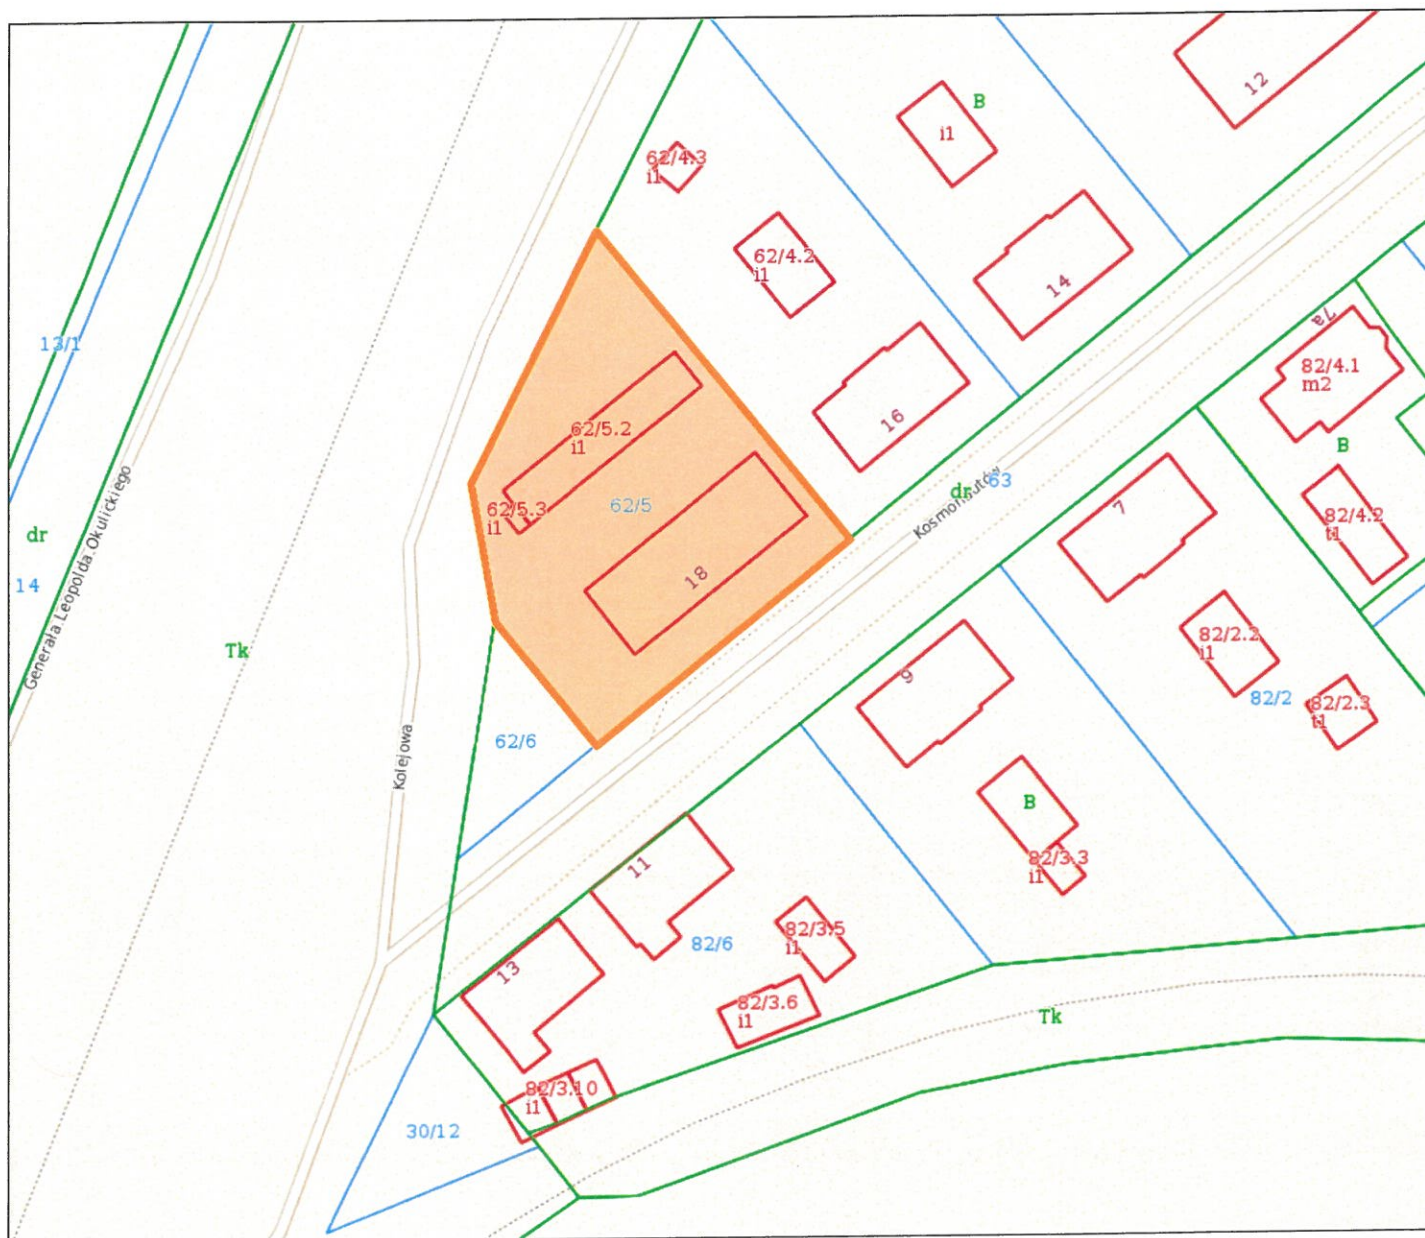 12
B
i1
62/4.3
i1
62/4.2
i1
14
7a
13/1
82/4.1
m2
16
62/5.2
i1
B
Kosmonautów
dr 63
62/5.3
i1
62/5
7
82/4.2
t1
dr
14
Generała Leopolda Okulickiego
18
Tk
82/2.2
i1
9
82/2
82/2.3
t1
62/6
Kolejowa
B
82/3.3
i1
11
82/6
82/3.5
i1
13
82/3.6
i1
Tk
82/3.10
i1
30/12